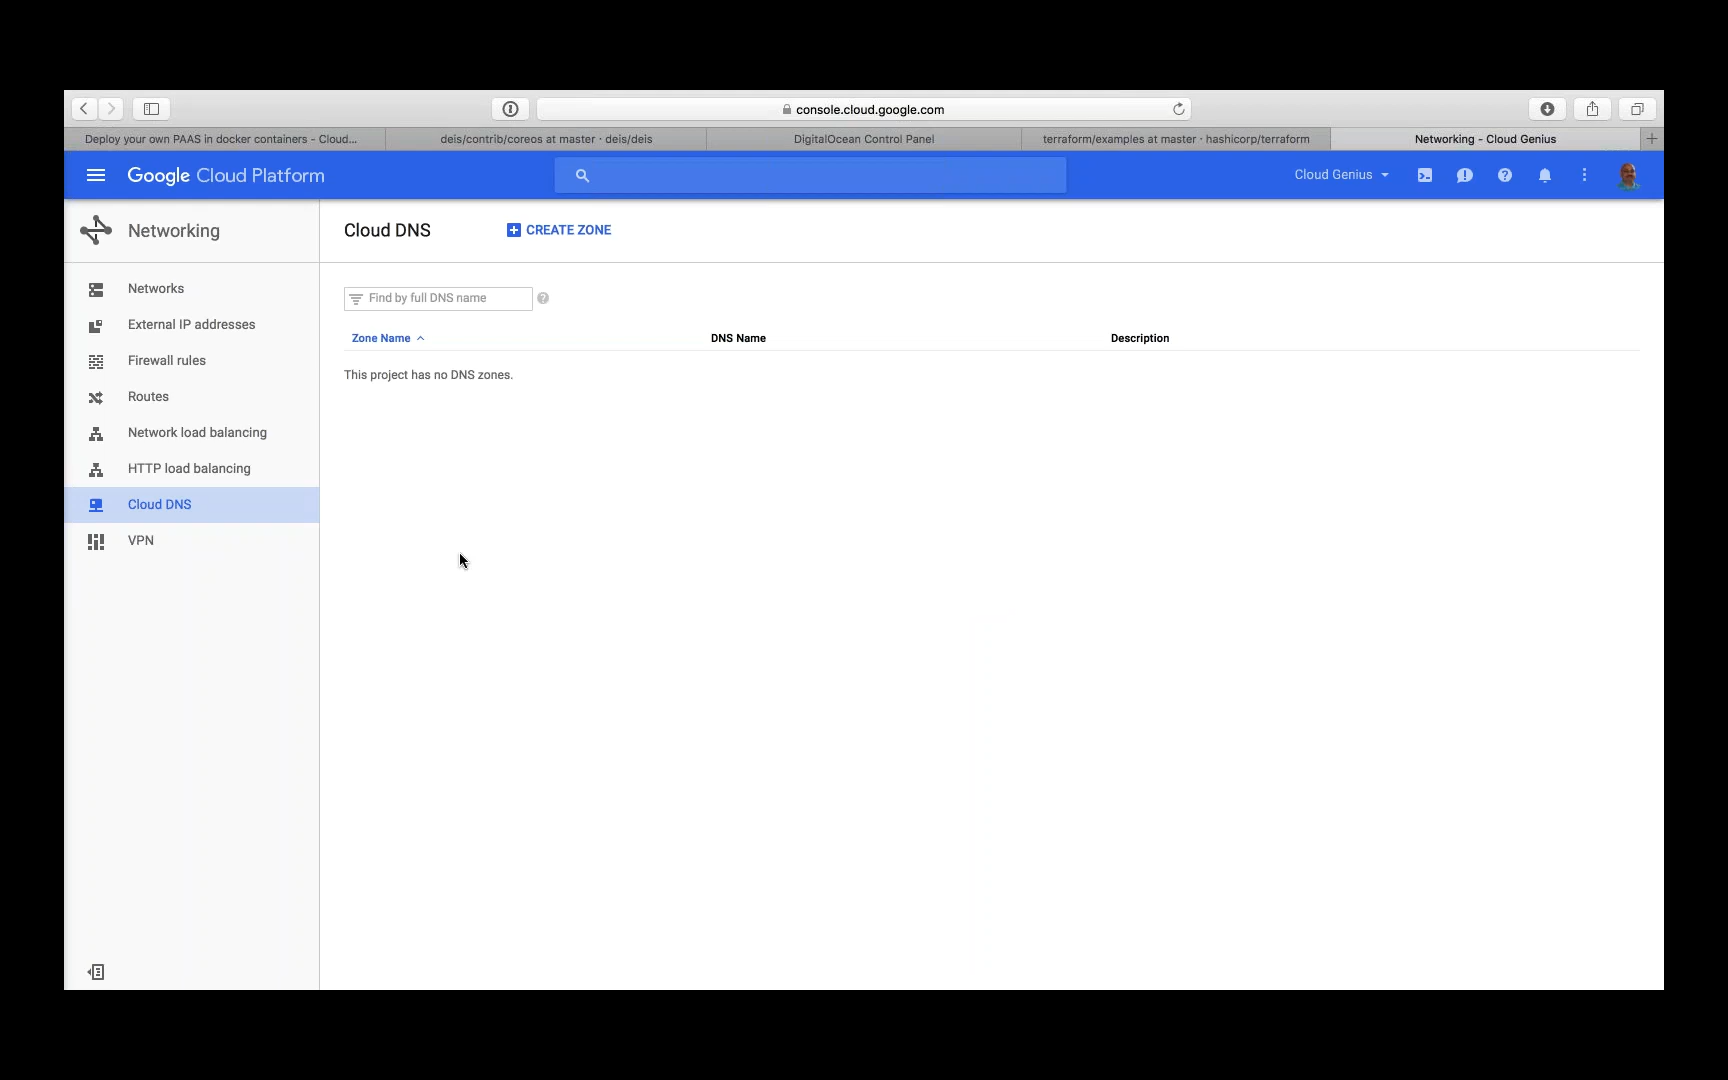 console.cloud.google.com
Deploy your own PAAS in docker containers - Cloud...
deis/contrib/coreos at master · deis/deis
DigitalOcean Control Panel
terraform/examples at master · hashicorp/terraform
Networking - Cloud Genius
Google Cloud Platform
Cloud Genius
Networking
Cloud DNS
CREATE ZONE
Networks
External IP addresses
Firewall rules
Routes
Network load balancing
HTTP load balancing
Cloud DNS
VPN
Find by full DNS name
Zone Name
DNS Name
Description
This project has no DNS zones.